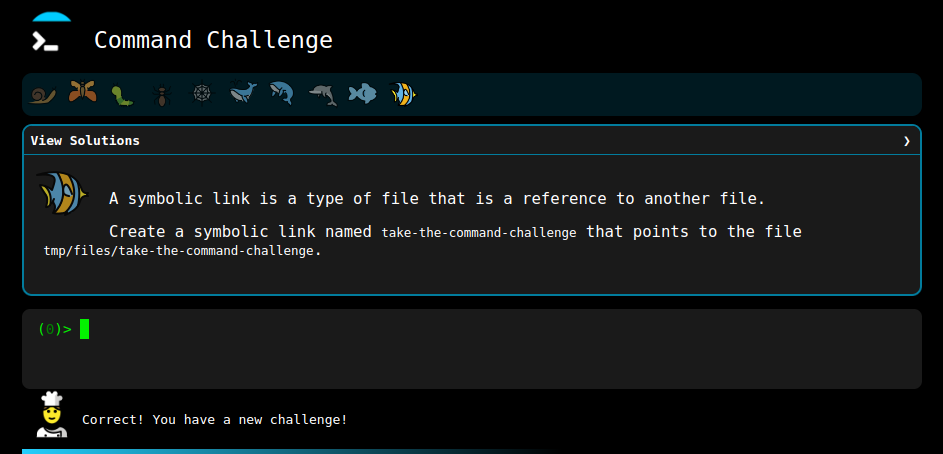 Command Challenge
View Solutions ❯
A symbolic link is a type of file that is a reference to another file.
Create a symbolic link named take-the-command-challenge that points to the file
tmp/files/take-the-command-challenge.
(0)>
Correct! You have a new challenge!